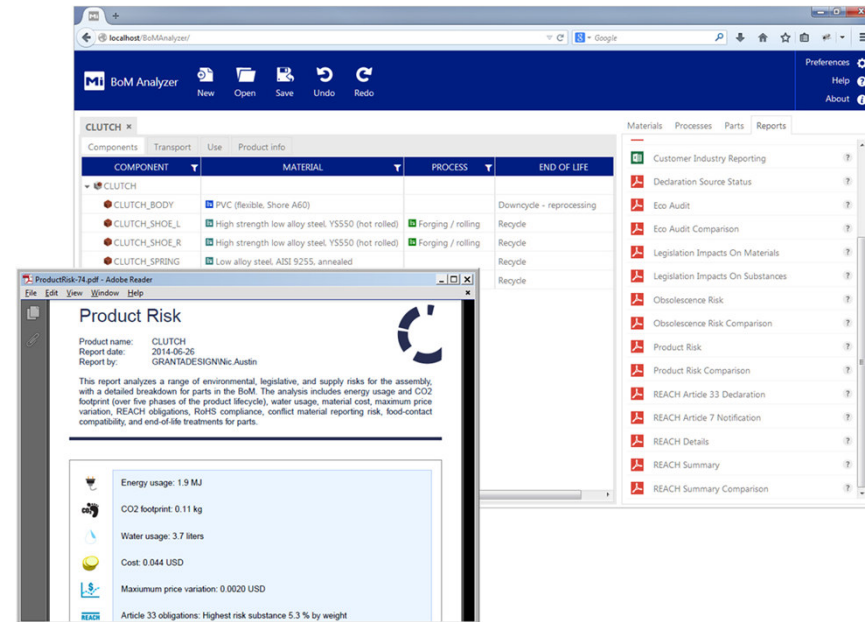 Mi
+
localhost/BoMAnalyzer/
8 - Google
Mi BoM Analyzer
New Open Save Undo Redo
Preferences
Help ?
About i
CLUTCH ×
Components Transport Use Product info
COMPONENT MATERIAL PROCESS END OF LIFE
CLUTCH
CLUTCH_BODY PVC (flexible, Shore A60) Downcycle - reprocessing
CLUTCH_SHOE_L High strength low alloy steel, YS550 (hot rolled) Forging / rolling Recycle
CLUTCH_SHOE_R High strength low alloy steel, YS550 (hot rolled) Forging / rolling Recycle
CLUTCH_SPRING Low alloy steel, AISI 9255, annealed Recycle
Recycle
Materials Processes Parts Reports
Customer Industry Reporting ?
Declaration Source Status ?
Eco Audit ?
Eco Audit Comparison ?
Legislation Impacts On Materials ?
Legislation Impacts On Substances ?
Obsolescence Risk ?
Obsolescence Risk Comparison ?
Product Risk ?
Product Risk Comparison ?
REACH Article 33 Declaration ?
REACH Article 7 Notification ?
REACH Details ?
REACH Summary ?
REACH Summary Comparison ?
ProductRisk-74.pdf - Adobe Reader
File Edit View Window Help ×
Product Risk
Product name: CLUTCH
Report date: 2014-06-26
Report by: GRANTADESIGN\Nic.Austin
This report analyzes a range of environmental, legislative, and supply risks for the assembly,
with a detailed breakdown for parts in the BoM. The analysis includes energy usage and CO2
footprint (over five phases of the product lifecycle), water usage, material cost, maximum price
variation, REACH obligations, RoHS compliance, conflict material reporting risk, food-contact
compatibility, and end-of-life treatments for parts.
Energy usage: 1.9 MJ
CO2 footprint: 0.11 kg
Water usage: 3.7 liters
Cost: 0.044 USD
$ Maxiumum price variation: 0.0020 USD
REACH Article 33 obligations: Highest risk substance 5.3 % by weight